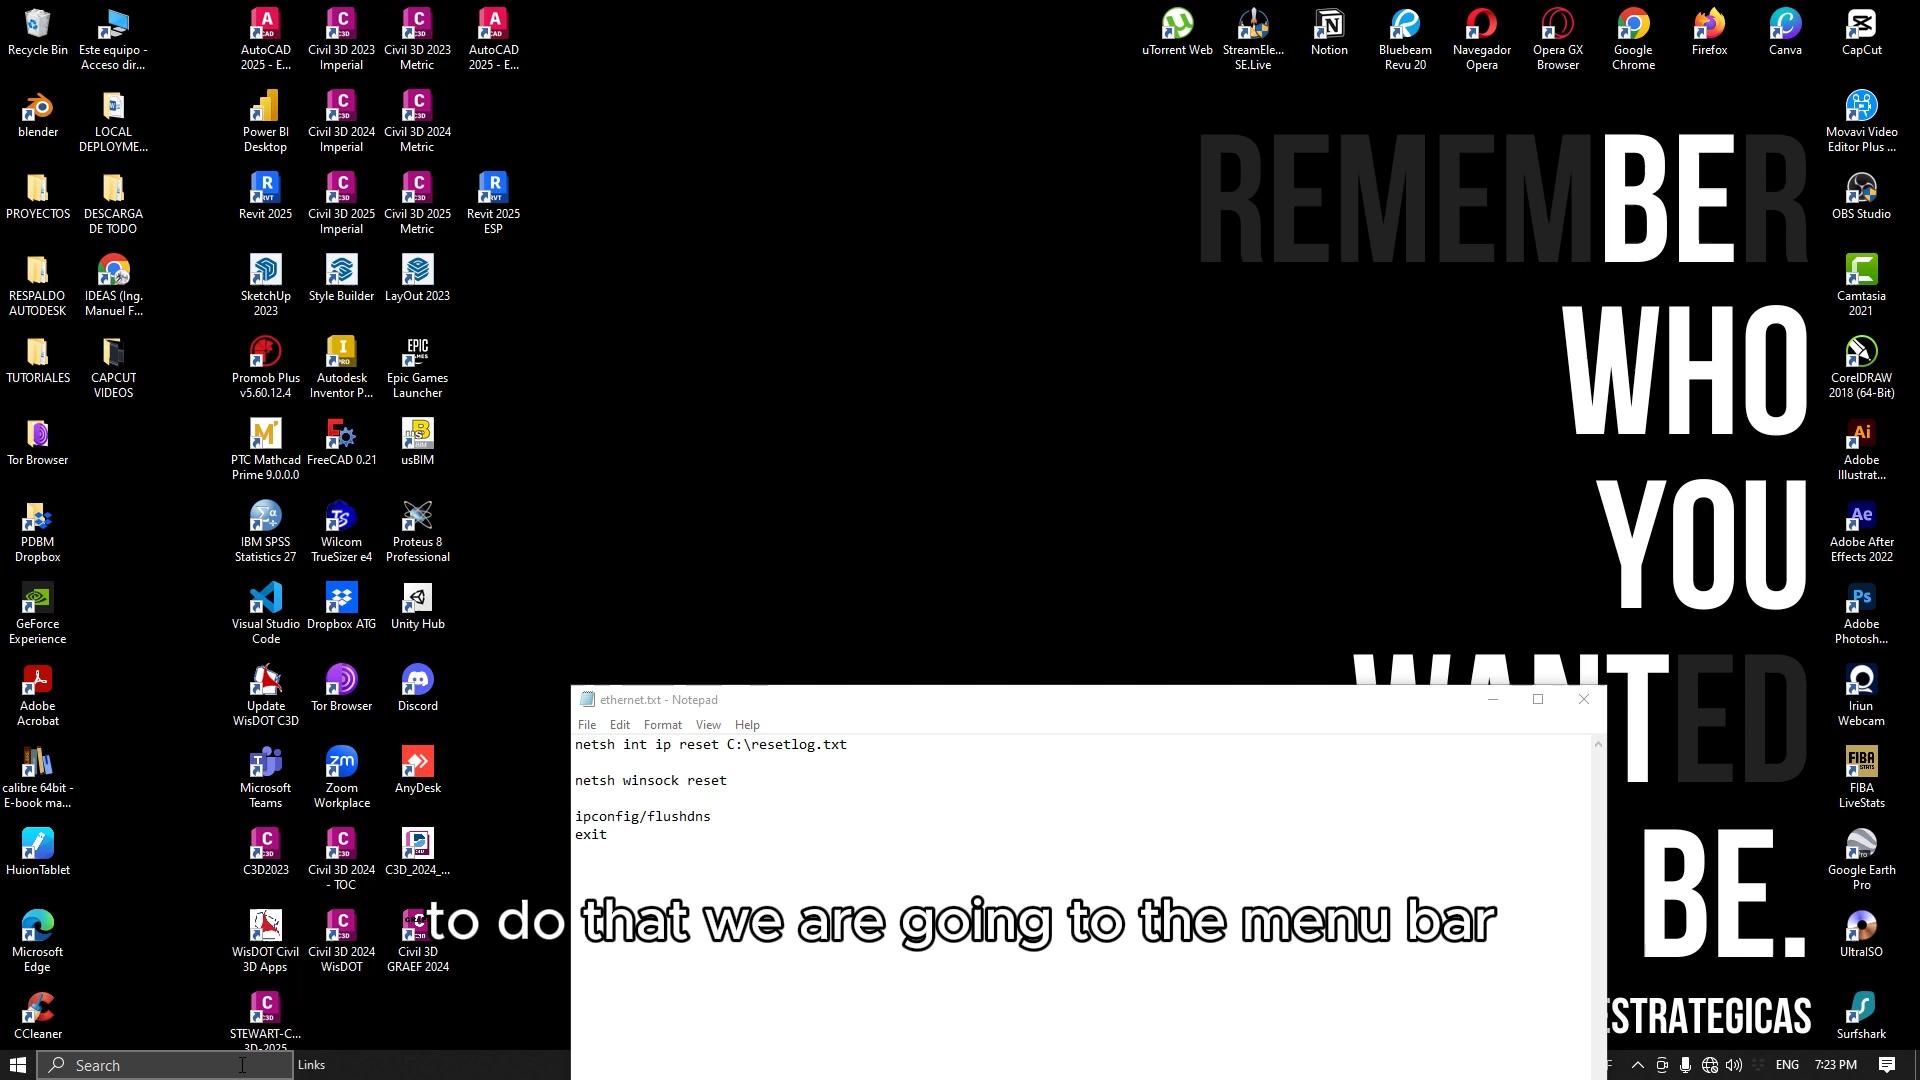 Recycle Bin
Este equipo -
Acceso dir...
AutoCAD
2025 - E...
Civil 3D 2023
Imperial
Civil 3D 2023
Metric
AutoCAD
2025 - E...
uTorrent Web
StreamEle...
SE.Live
Notion
Bluebeam
Revu 20
Navegador
Opera
Opera GX
Browser
Google
Chrome
Firefox
Canva
CapCut
blender
LOCAL
DEPLOYME...
Power BI
Desktop
Civil 3D 2024
Imperial
Civil 3D 2024
Metric
Movavi Video
Editor Plus ...
PROYECTOS
DESCARGA
DE TODO
Revit 2025
Civil 3D 2025
Imperial
Civil 3D 2025
Metric
Revit 2025
ESP
OBS Studio
RESPALDO
AUTODESK
IDEAS (Ing.
Manuel F...
SketchUp
2023
Style Builder
LayOut 2023
Camtasia
2021
TUTORIALES
CAPCUT
VIDEOS
Promob Plus
v5.60.12.4
Autodesk
Inventor P...
Epic Games
Launcher
CorelDRAW
2018 (64-Bit)
Tor Browser
PTC Mathcad
Prime 9.0.0.0
FreeCAD 0.21
usBIM
Adobe
Illustrat...
PDBM
Dropbox
IBM SPSS
Statistics 27
Wilcom
TrueSizer e4
Proteus 8
Professional
Adobe After
Effects 2022
GeForce
Experience
Visual Studio
Code
Dropbox ATG
Unity Hub
Adobe
Photosh...
Adobe
Acrobat
Update
WisDOT C3D
Tor Browser
Discord
Iriun
Webcam
calibre 64bit -
E-book ma...
Microsoft
Teams
Zoom
Workplace
AnyDesk
FIBA
LiveStats
HuionTablet
C3D2023
Civil 3D 2024
- TOC
C3D_2024_...
Google Earth
Pro
Microsoft
Edge
WisDOT Civil
3D Apps
Civil 3D 2024
WisDOT
Civil 3D
GRAEF 2024
UltraISO
CCleaner
STEWART-C...
3D-2025
Surfshark
REMEMBER
WHO
YOU
WANTED
BE.
ESTRATEGICAS
ethernet.txt - Notepad
File Edit Format View Help
netsh int ip reset C:\resetlog.txt
netsh winsock reset
ipconfig/flushdns
exit
to do that we are going to the menu bar
Search
Links
ENG
7:23 PM